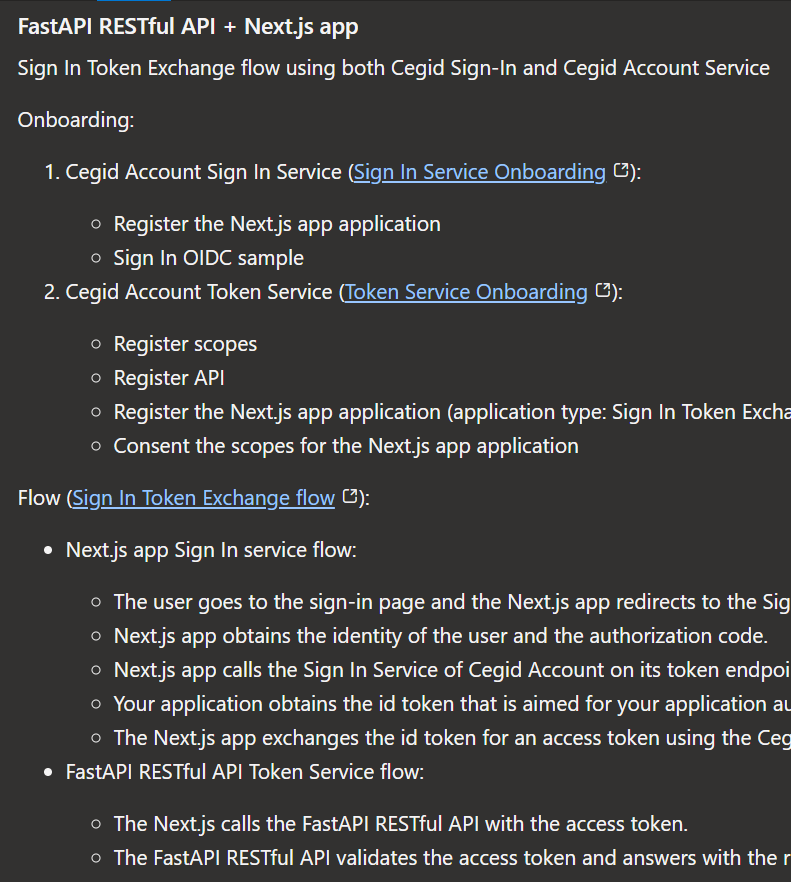 FastAPI RESTful API + Next.js app
Sign In Token Exchange flow using both Cegid Sign-In and Cegid Account Service
Onboarding:
1. Cegid Account Sign In Service (Sign In Service Onboarding):
Register the Next.js app application
Sign In OIDC sample
2. Cegid Account Token Service (Token Service Onboarding):
Register scopes
Register API
Register the Next.js app application (application type: Sign In Token Excha
Consent the scopes for the Next.js app application
Flow (Sign In Token Exchange flow):
Next.js app Sign In service flow:
The user goes to the sign-in page and the Next.js app redirects to the Sig
Next.js app obtains the identity of the user and the authorization code.
Next.js app calls the Sign In Service of Cegid Account on its token endpoi
Your application obtains the id token that is aimed for your application au
The Next.js app exchanges the id token for an access token using the Ceg
FastAPI RESTful API Token Service flow:
The Next.js calls the FastAPI RESTful API with the access token.
The FastAPI RESTful API validates the access token and answers with the r